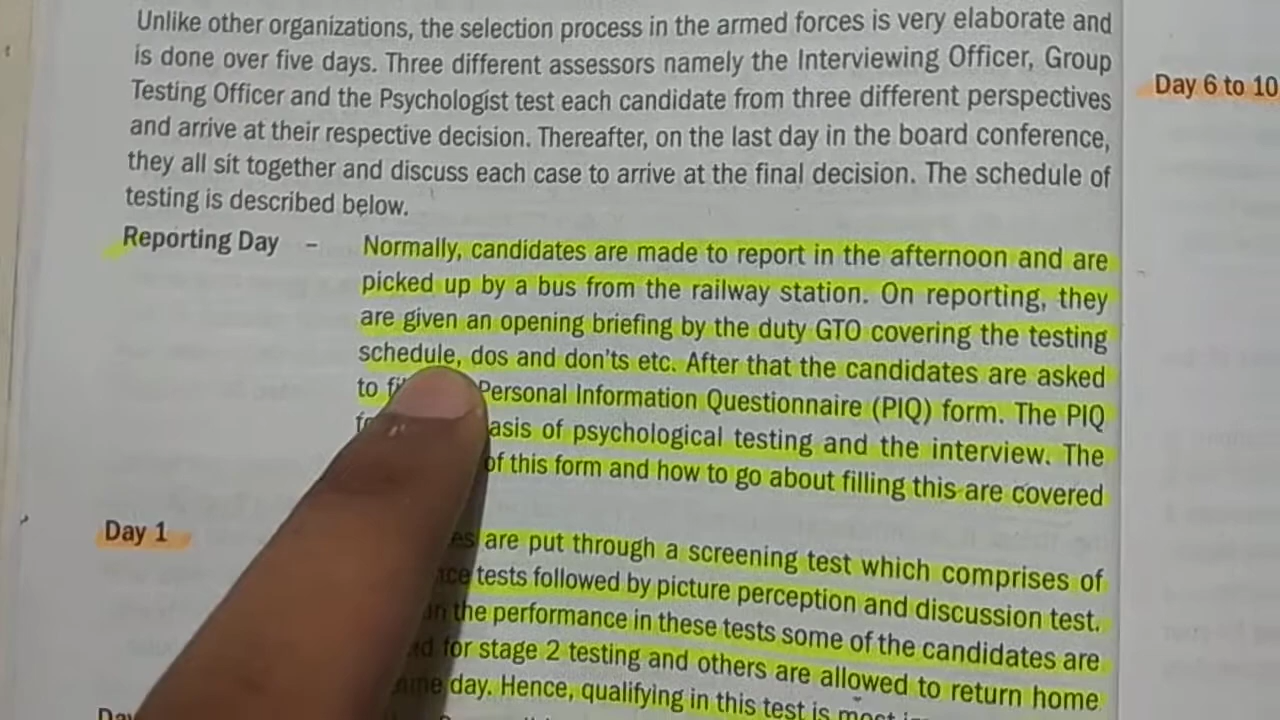 Unlike other organizations, the selection process in the armed forces is very elaborate and
is done over five days. Three different assessors namely the Interviewing Officer, Group
Testing Officer and the Psychologist test each candidate from three different perspectives
and arrive at their respective decision. Thereafter, on the last day in the board conference,
they all sit together and discuss each case to arrive at the final decision. The schedule of
testing is described below.
Reporting Day – Normally, candidates are made to report in the afternoon and are
picked up by a bus from the railway station. On reporting, they
are given an opening briefing by the duty GTO covering the testing
schedule, dos and don'ts etc. After that the candidates are asked
to Personal Information Questionnaire (PIQ) form. The PIQ
of psychological testing and the interview. The
of this form and how to go about filling this are covered
Day 1 are put through a screening test which comprises of
tests followed by picture perception and discussion test.
the performance in these tests some of the candidates are
for stage 2 testing and others are allowed to return home
day. Hence, qualifying in this test is most
Day 6 to 10